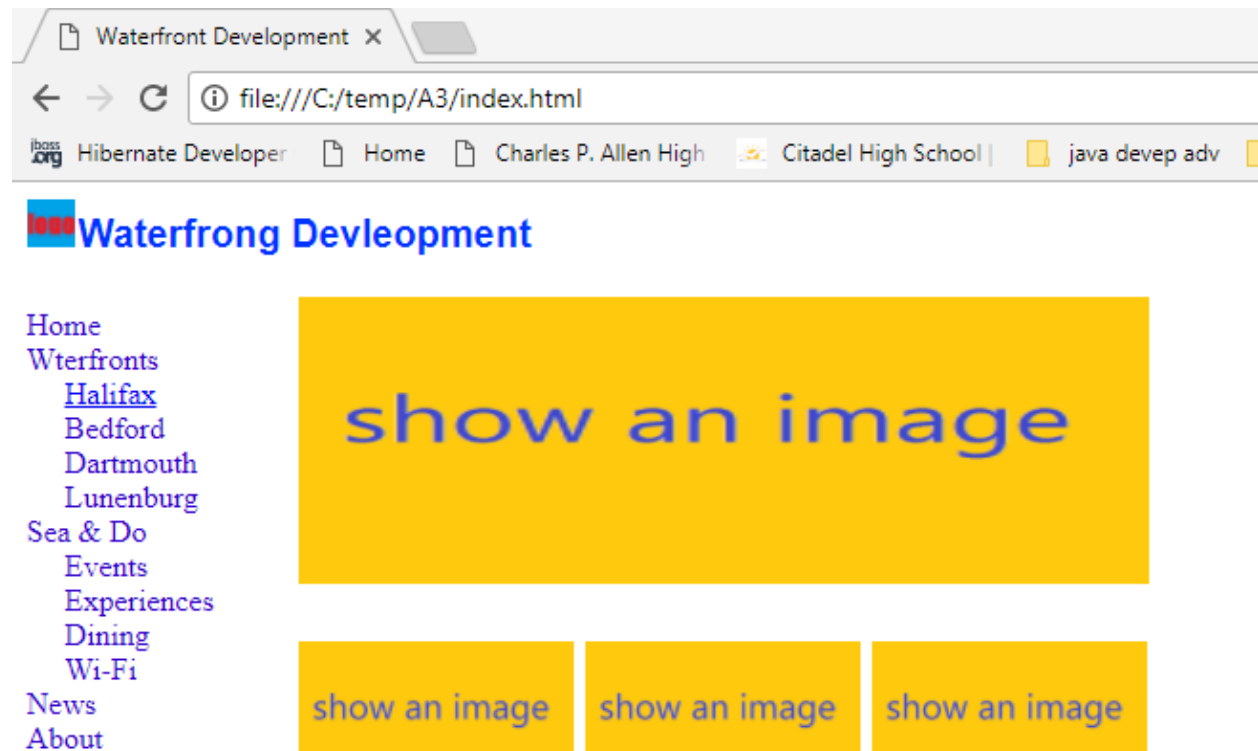 Waterfront Development
file:///C:/temp/A3/index.html
jboss .org Hibernate Developer Home Charles P. Allen High Citadel High School | java devep adv
logo Waterfrong Devleopment
Home
Wterfronts
Halifax
Bedford
Dartmouth
Lunenburg
Sea & Do
Events
Experiences
Dining
Wi-Fi
News
About
show an image
show an image show an image show an image